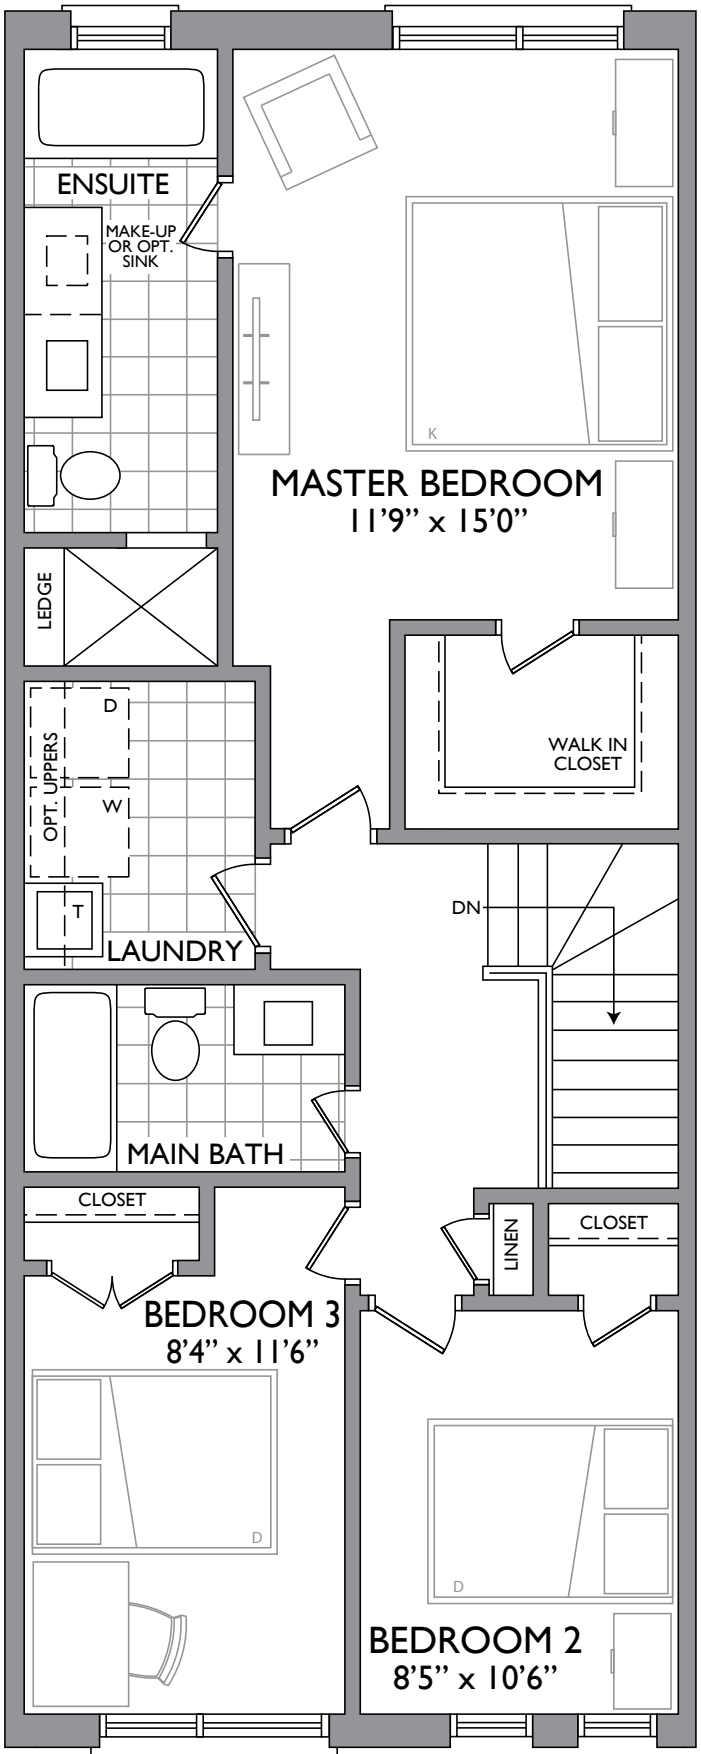 ENSUITE
MAKE-UP
OR OPT.
SINK
K
MASTER BEDROOM
11'9" x 15'0"
LEDGE
D
OPT. UPPERS
W
WALK IN
CLOSET
T
DN
LAUNDRY
MAIN BATH
CLOSET
LINEN
CLOSET
BEDROOM 3
8'4" x 11'6"
D
D
BEDROOM 2
8'5" x 10'6"